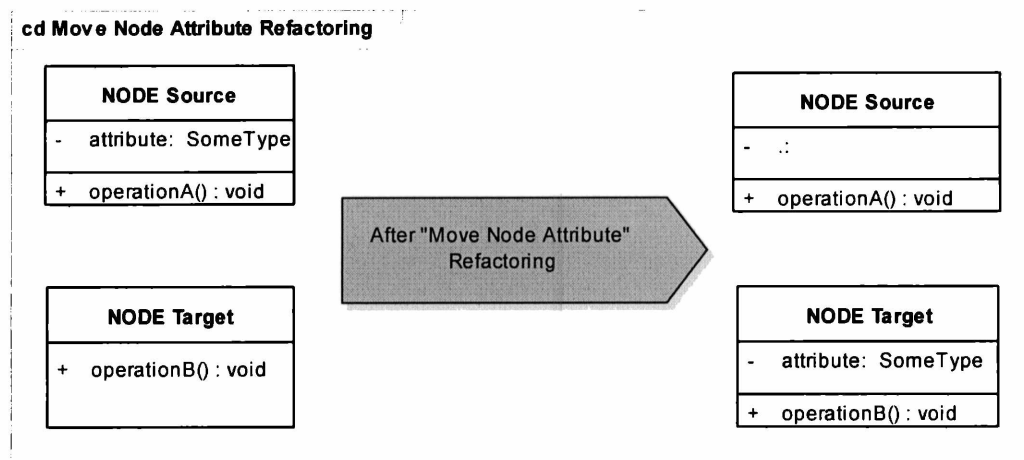 cd Move Node Attribute Refactoring
NODE Source
- attribute: SomeType
+ operationA() : void
NODE Target
+ operationB() : void
After "Move Node Attribute"
Refactoring
NODE Source
- .:
+ operationA() : void
NODE Target
- attribute: SomeType
+ operationB() : void